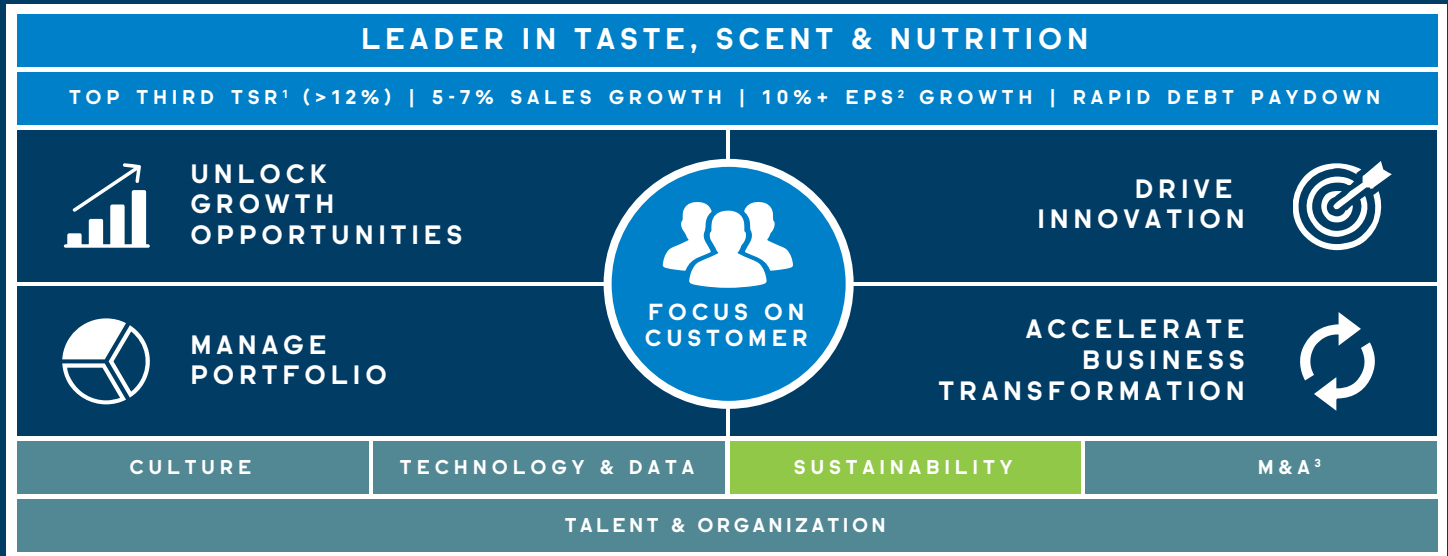 LEADER IN TASTE, SCENT & NUTRITION
TOP THIRD TSR¹ (>12%) | 5-7% SALES GROWTH | 10%+ EPS² GROWTH | RAPID DEBT PAYDOWN
UNLOCK
GROWTH
OPPORTUNITIES
DRIVE
INNOVATION
FOCUS ON
CUSTOMER
MANAGE
PORTFOLIO
ACCELERATE
BUSINESS
TRANSFORMATION
CULTURE
TECHNOLOGY & DATA
SUSTAINABILITY
M&A³
TALENT & ORGANIZATION